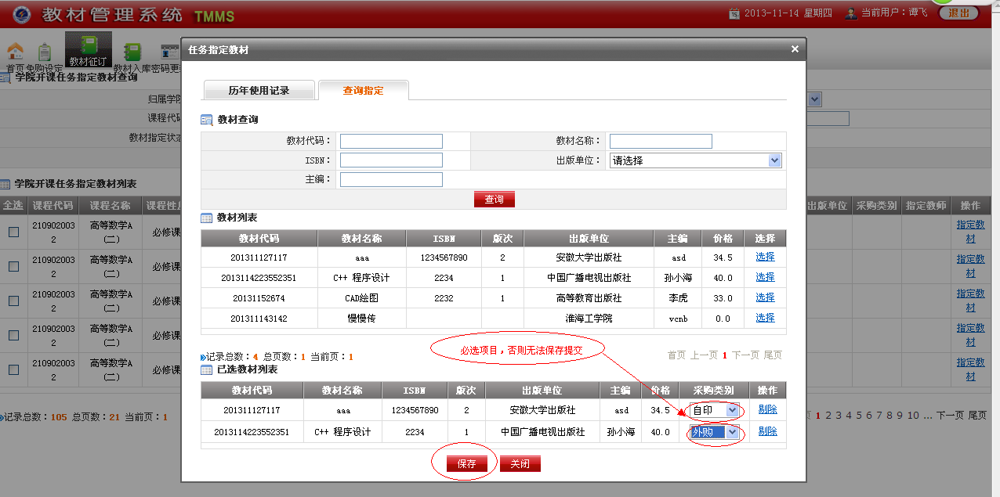 教材管理系统 TMMS
2013-11-14 星期四 当前用户：谭飞 退出
首页 免购设定 教材征订 教材入库 密码更
学院开课任务指定教材查询
归属学院
课程代码
教材指定状态
学院开课任务指定教材列表
全选 课程代码 课程名称 课程性质 出版单位 采购类别 指定教师 操作
210902003 高等数学A 必修课 指定教
2 (二) 材
210902003 高等数学A 必修课 指定教
2 (二) 材
210902003 高等数学A 必修课 指定教
2 (二) 材
210902003 高等数学A 必修课 指定教
2 (二) 材
210902003 高等数学A 必修课 指定教
2 (二) 材
记录总数：105 总页数：21 当前页：1
页 1 2 3 4 5 6 7 8 9 10 ... 下一页 尾页
任务指定教材 ×
历年使用记录 查询指定
教材查询
教材代码： 教材名称：
ISBN： 出版单位： 请选择
主编：
查询
教材列表
教材代码 教材名称 ISBN 版次 出版单位 主编 价格 选择
201311127117 aaa 1234567890 2 安徽大学出版社 asd 34.5 选择
2013114223552351 C++ 程序设计 2234 1 中国广播电视出版社 孙小海 40.0 选择
20131152674 CAD绘图 2232 1 高等教育出版社 李虎 33.0 选择
201311143142 慢慢传 淮海工学院 vcnb 0.0 选择
必选项目，否则无法保存提交
记录总数：4 总页数：1 当前页：1 首页 上一页 1 下一页 尾页
已选教材列表
教材代码 教材名称 ISBN 版次 出版单位 主编 价格 采购类别 操作
201311127117 aaa 1234567890 2 安徽大学出版社 asd 34.5 自印 剔除
2013114223552351 C++ 程序设计 2234 1 中国广播电视出版社 孙小海 40.0 外购 剔除
保存 关闭